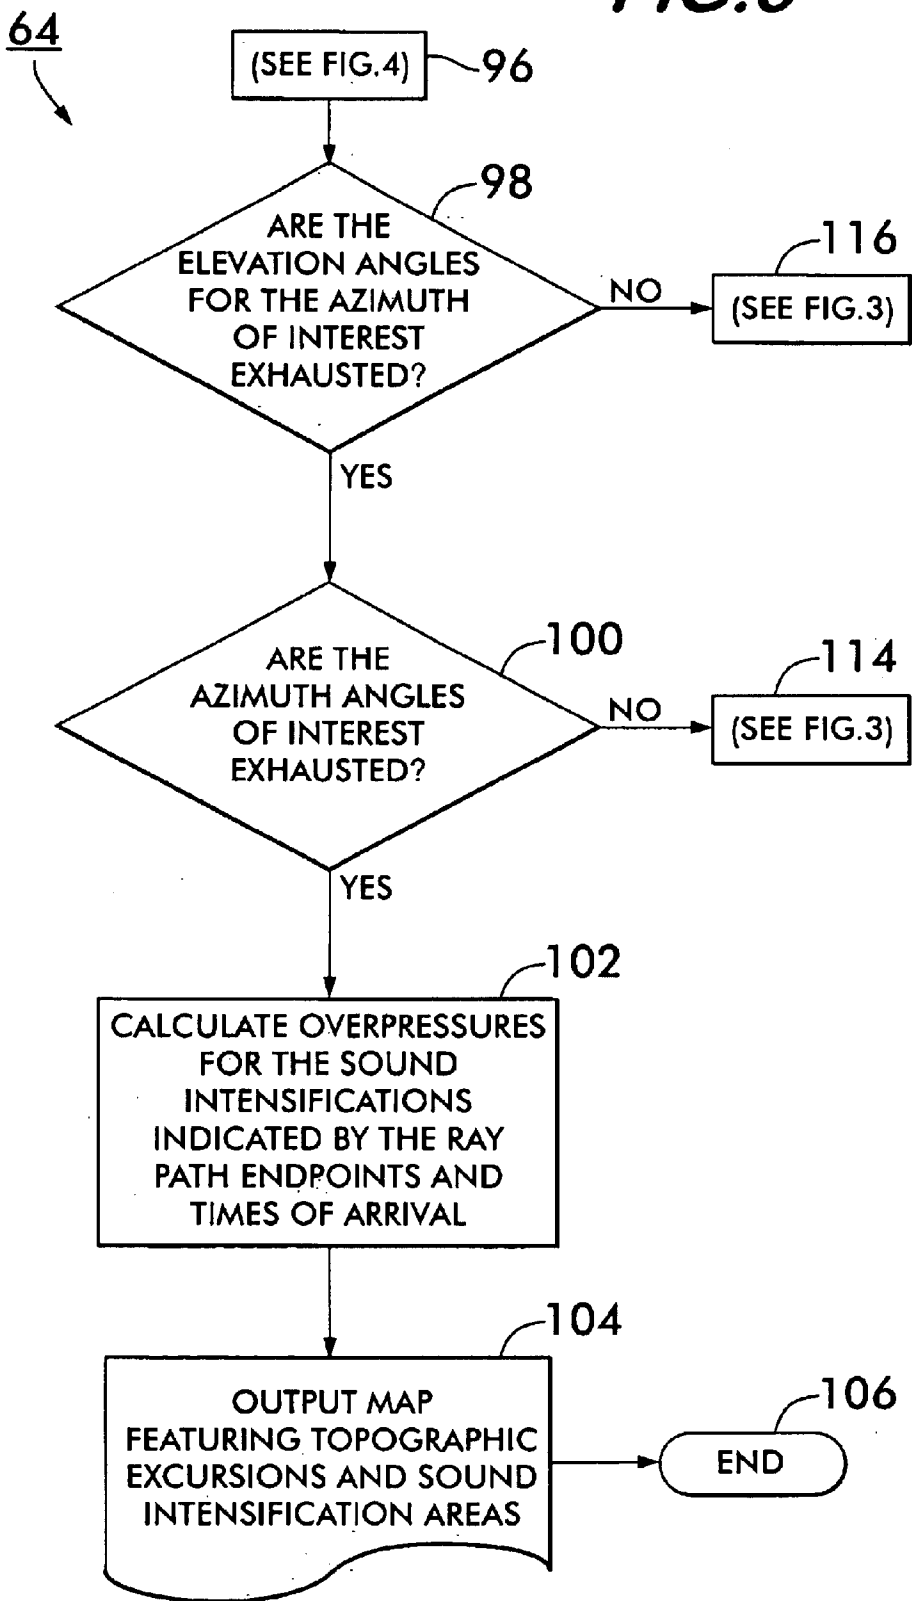 64
(SEE FIG.4)
96
98
ARE THE
ELEVATION ANGLES
FOR THE AZIMUTH
OF INTEREST
EXHAUSTED?
NO
116
(SEE FIG.3)
YES
100
ARE THE
AZIMUTH ANGLES
OF INTEREST
EXHAUSTED?
NO
114
(SEE FIG.3)
YES
102
CALCULATE OVERPRESSURES
FOR THE SOUND
INTENSIFICATIONS
INDICATED BY THE RAY
PATH ENDPOINTS AND
TIMES OF ARRIVAL
104
OUTPUT MAP
FEATURING TOPOGRAPHIC
EXCURSIONS AND SOUND
INTENSIFICATION AREAS
106
END